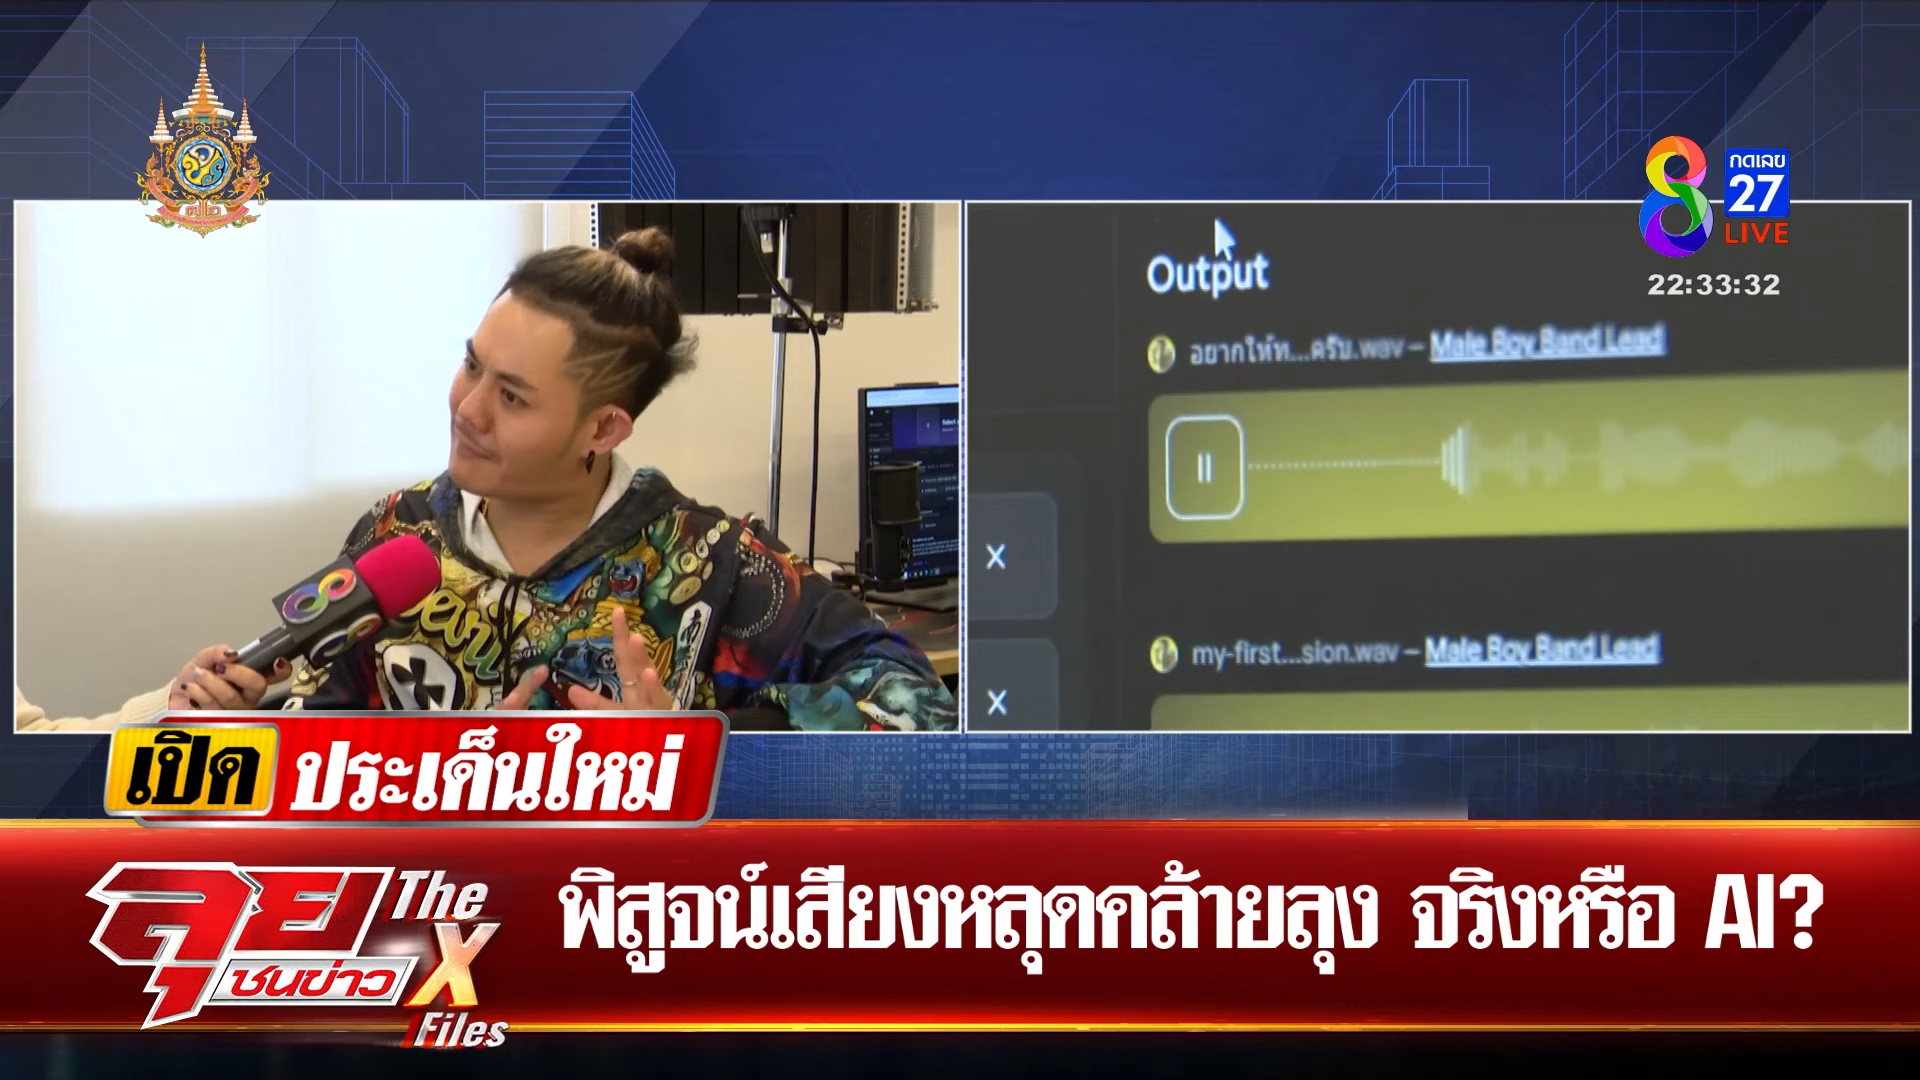 กดเลข
27
LIVE
22:33:32
Output
อยากให้ท...ครับ.wav – Male Boy Band Lead
my-first...sion.wav – Male Boy Band Lead
X
X
เปิด ประเด็นใหม่
ลุย ชนข่าว The X Files
พิสูจน์เสียงหลุดคล้ายลุง จริงหรือ AI?